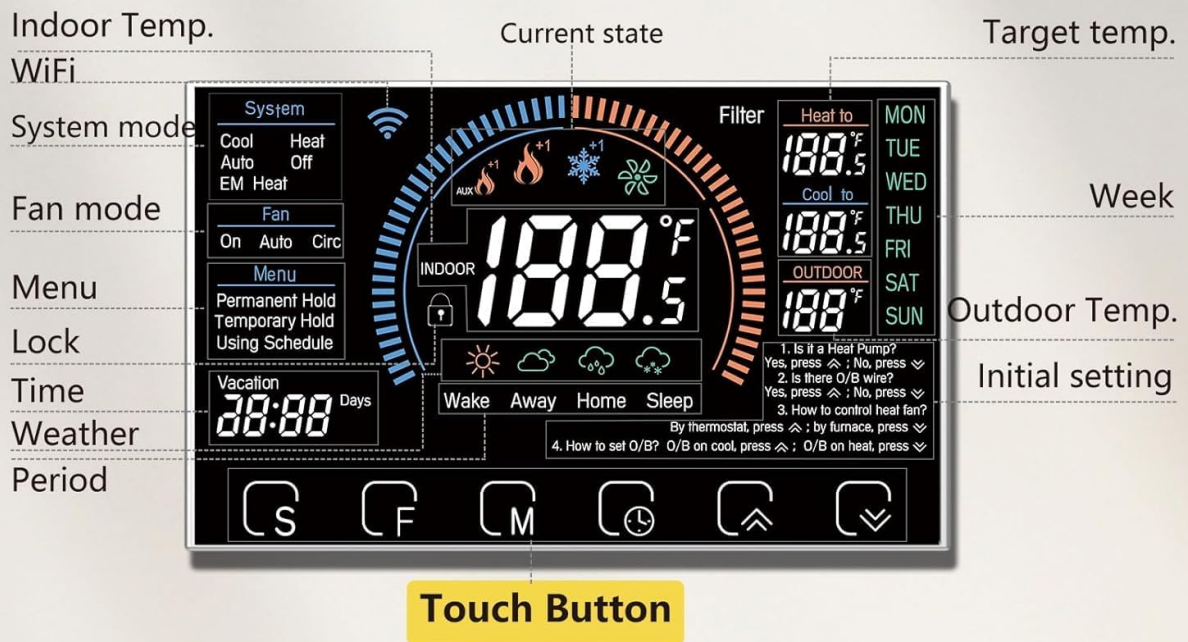 Indoor Temp.
WiFi
System mode
Fan mode
Menu
Lock
Time
Weather
Period
Current state
Target temp.
Week
Outdoor Temp.
Initial setting
System
Cool Heat
Auto Off
EM Heat
Fan
On Auto Circ
Menu
Permanent Hold
Temporary Hold
Using Schedule
Vacation
28:88 Days
AUX +1 +1 +1
INDOOR 188.5 °F
Wake Away Home Sleep
Filter
Heat to
188.5 °F
Cool to
188.5 °F
OUTDOOR
188 °F
MON
TUE
WED
THU
FRI
SAT
SUN
1. Is it a Heat Pump?
Yes, press ︽ ; No, press ︾
2. Is there O/B wire?
Yes, press ︽ ; No, press ︾
3. How to control heat fan?
By thermostat, press ︽ ; by furnace, press ︾
4. How to set O/B? O/B on cool, press ︽ ; O/B on heat, press ︾
S F M
Touch Button